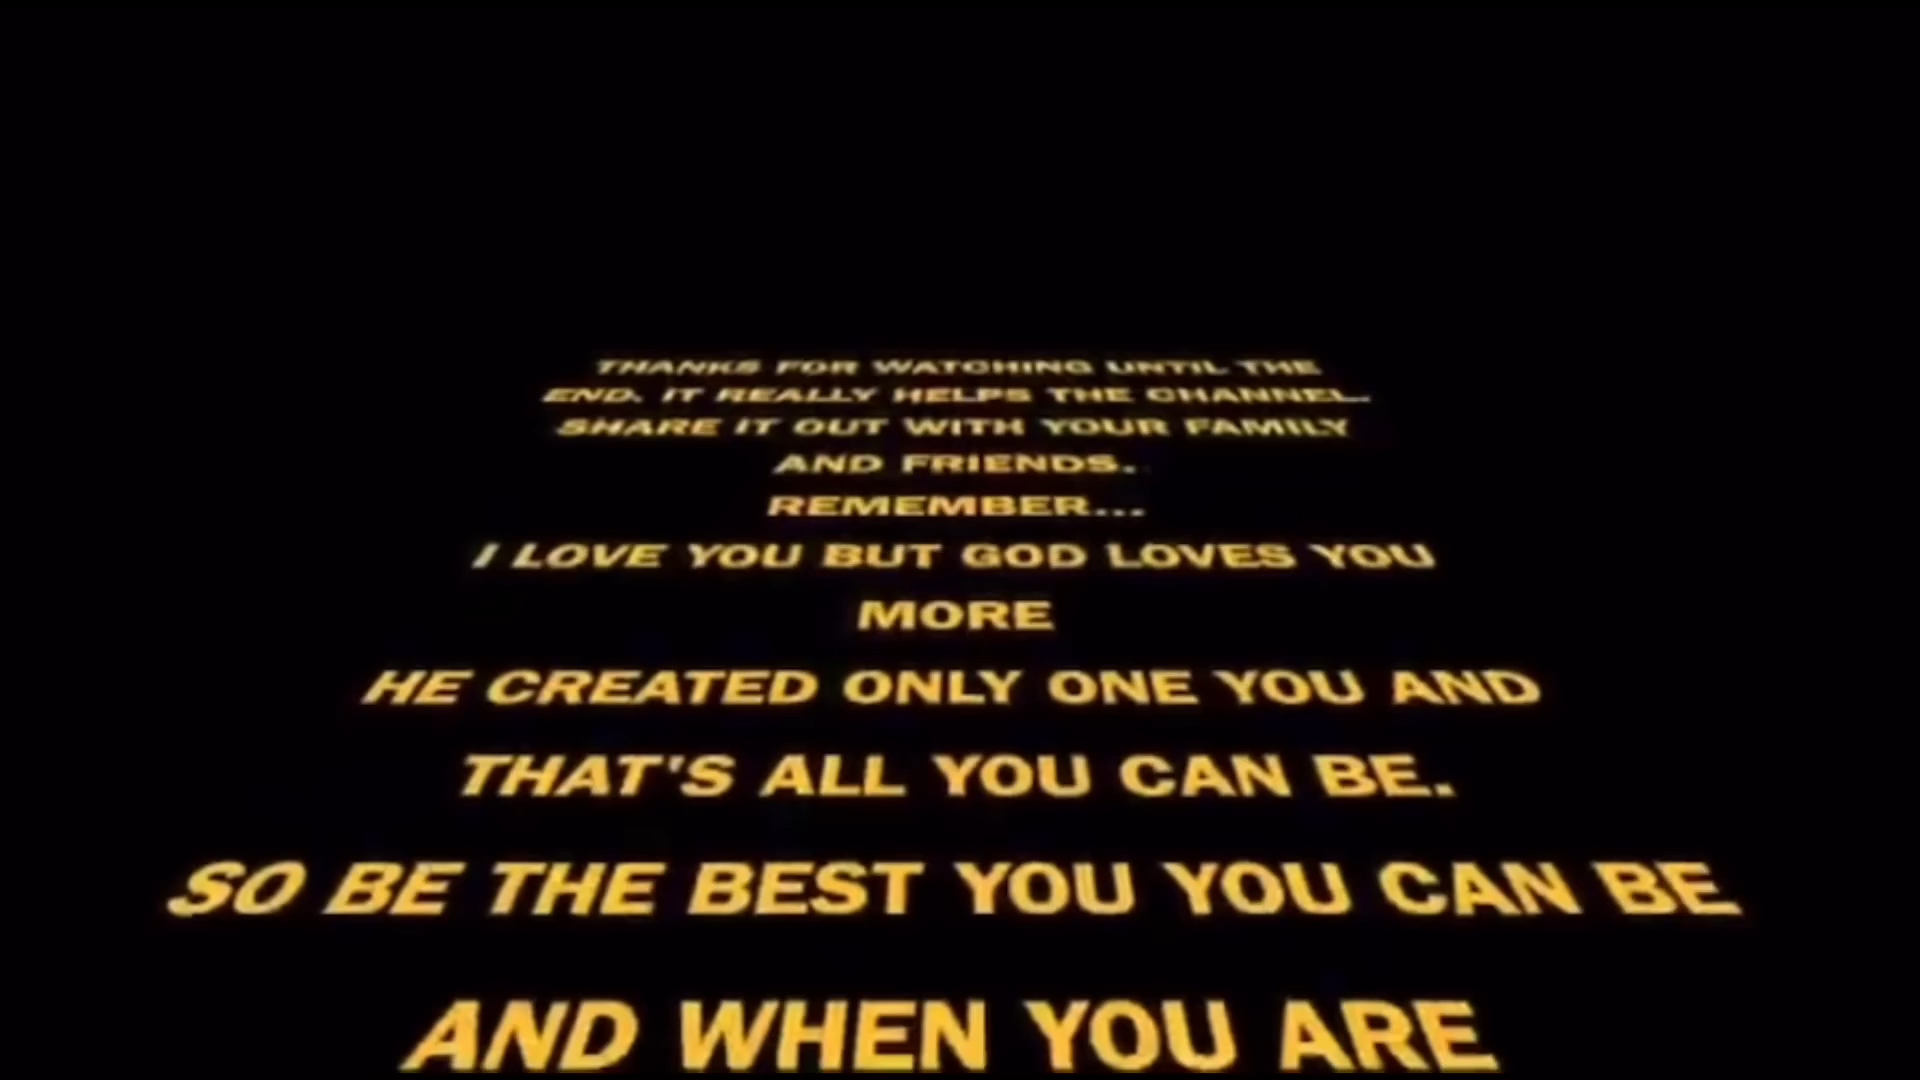 THANKS FOR WATCHING UNTIL THE
END. IT REALLY HELPS THE CHANNEL.
SHARE IT OUT WITH YOUR FAMILY
AND FRIENDS.
REMEMBER...
I LOVE YOU BUT GOD LOVES YOU
MORE
HE CREATED ONLY ONE YOU AND
THAT'S ALL YOU CAN BE.
SO BE THE BEST YOU YOU CAN BE
AND WHEN YOU ARE